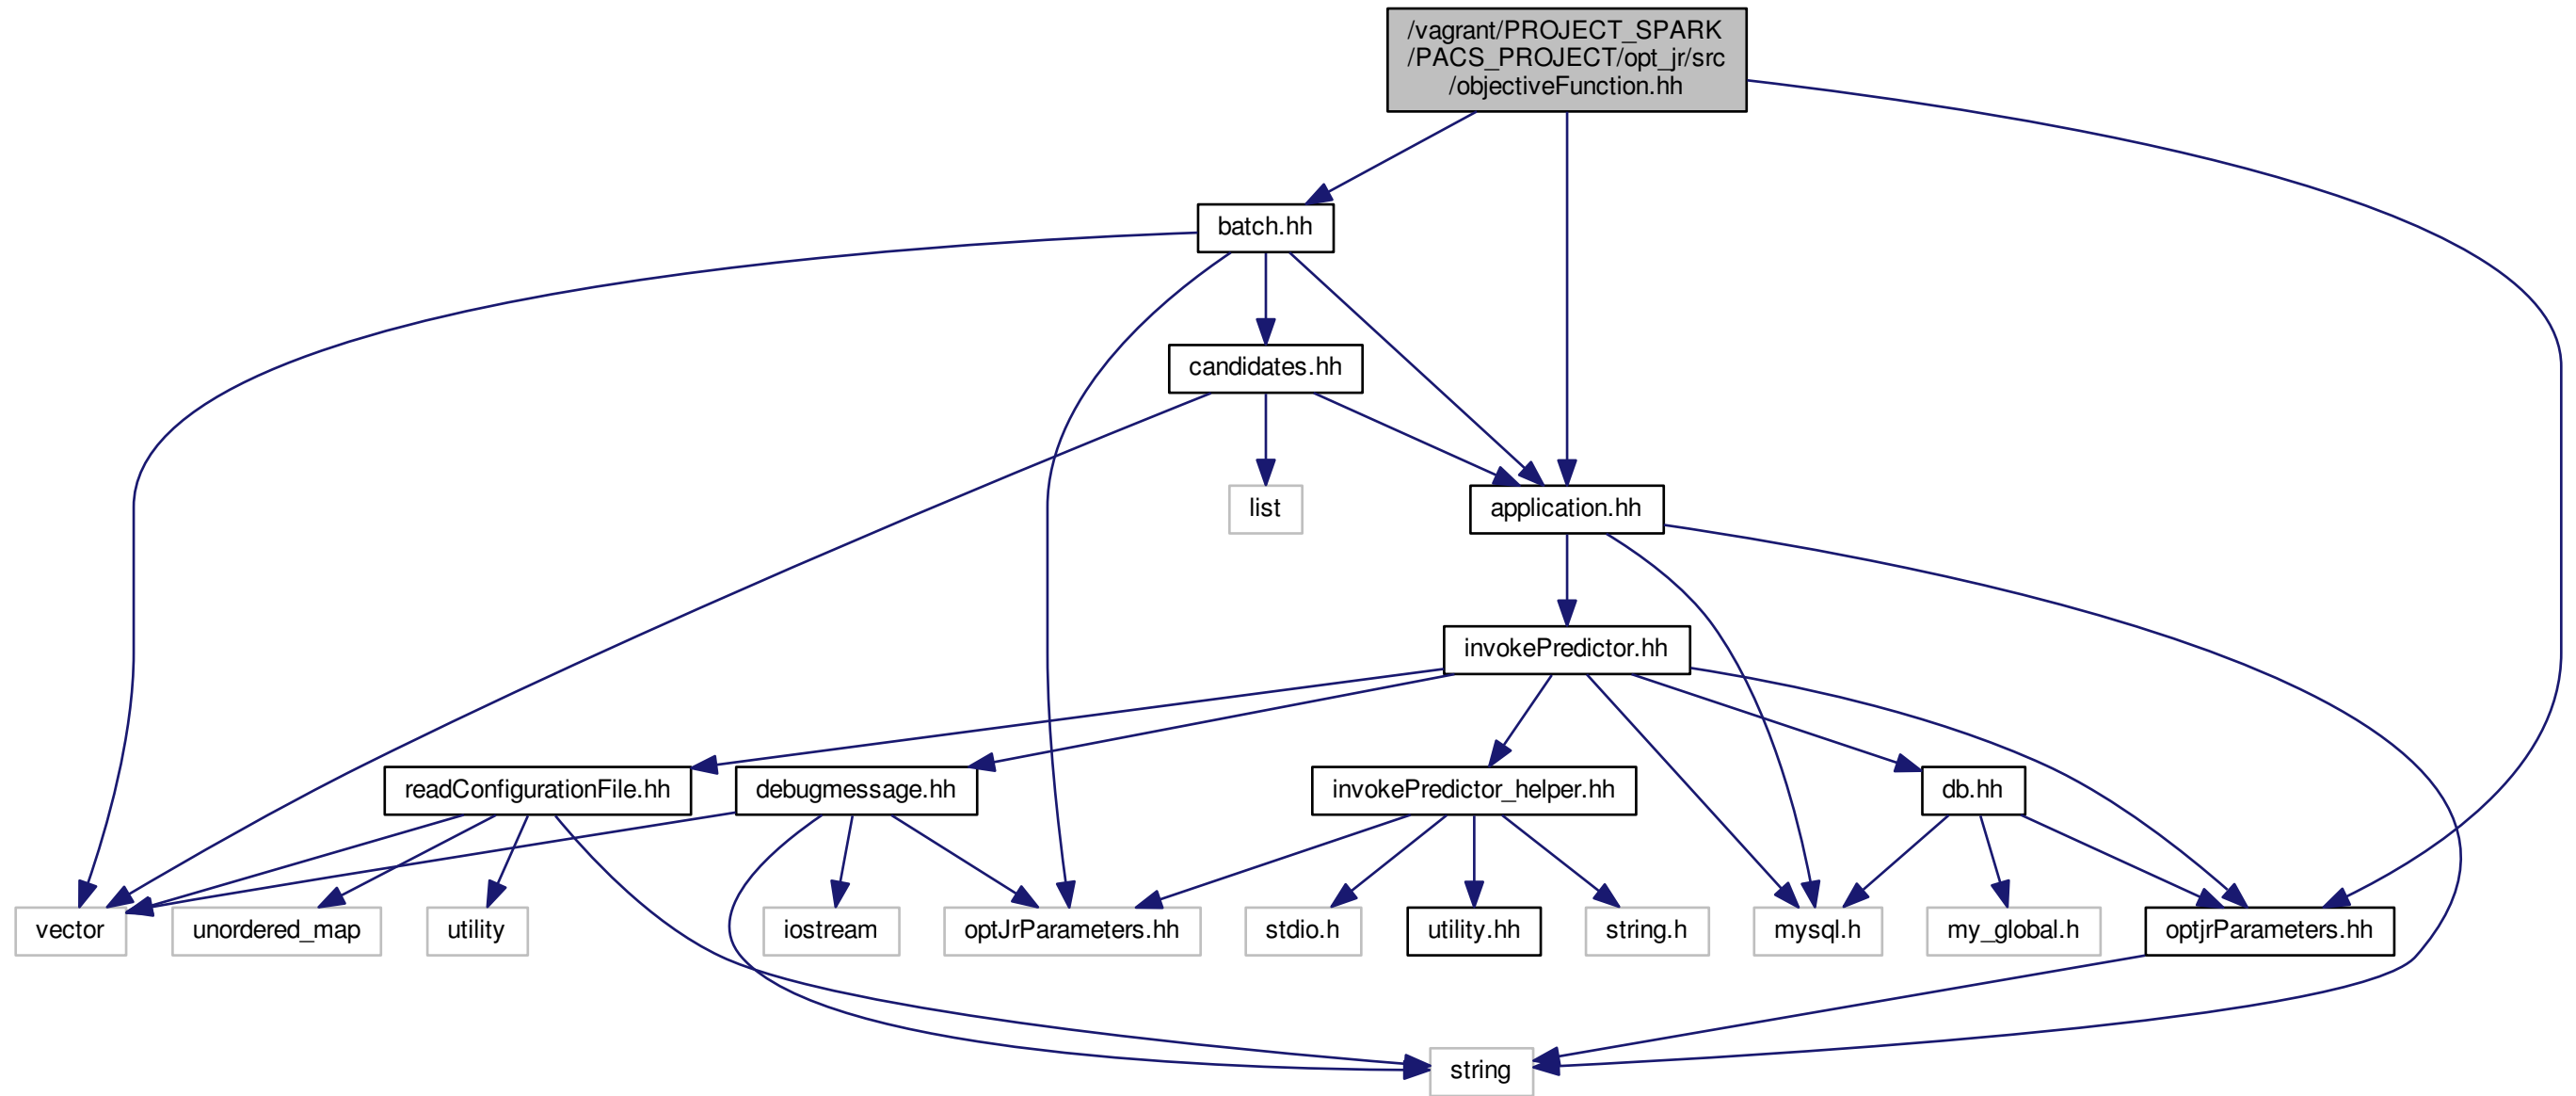 /vagrant/PROJECT_SPARK
/PACS_PROJECT/opt_jr/src
/objectiveFunction.hh
batch.hh
candidates.hh
list
application.hh
invokePredictor.hh
readConfigurationFile.hh
debugmessage.hh
invokePredictor_helper.hh
db.hh
vector
unordered_map
utility
iostream
optJrParameters.hh
stdio.h
utility.hh
string.h
mysql.h
my_global.h
optjrParameters.hh
string